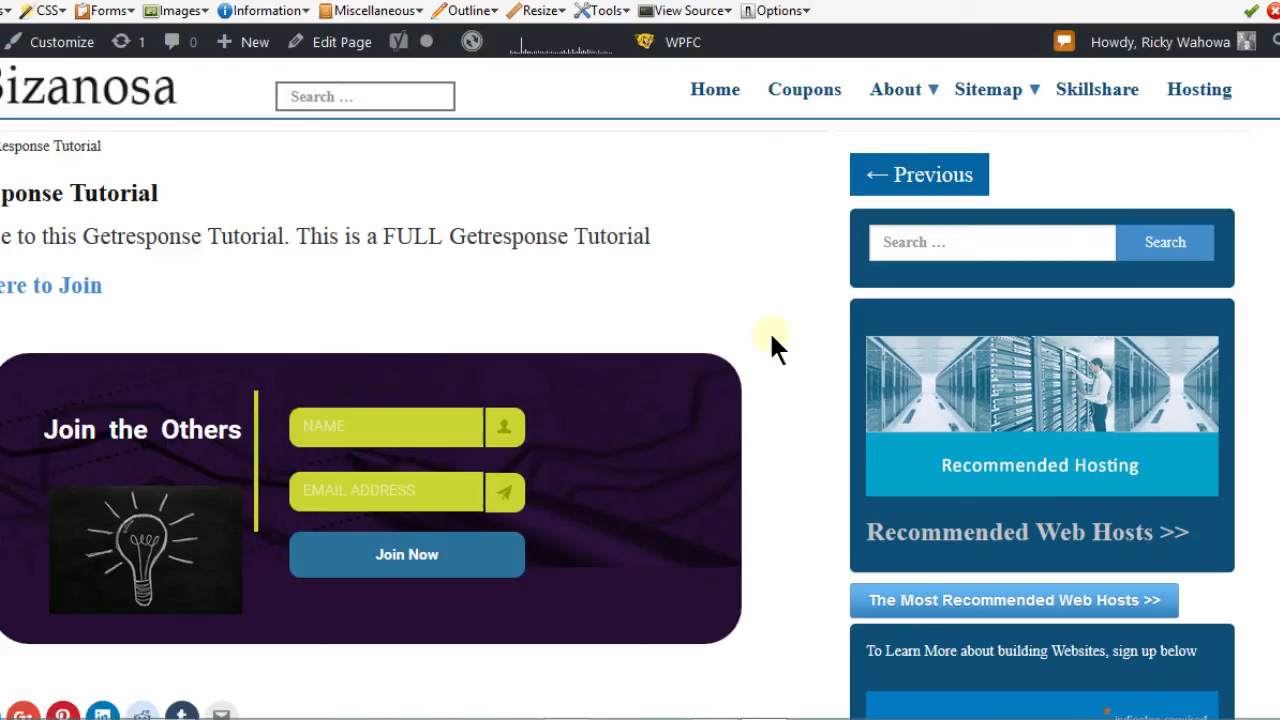 CSS▾ Forms▾ Images▾ Information▾ Miscellaneous▾ Outline▾ Resize▾ Tools▾ View Source▾ Options▾
Customize 1 0 New Edit Page WPFC Howdy, Ricky Wahowa
Bizanosa
Search …
Home Coupons About ▾ Sitemap ▾ Skillshare Hosting
esponse Tutorial
← Previous
ponse Tutorial
e to this Getresponse Tutorial. This is a FULL Getresponse Tutorial
Search …
Search
ere to Join
Join the Others
NAME
EMAIL ADDRESS
Join Now
Recommended Hosting
Recommended Web Hosts >>
The Most Recommended Web Hosts >>
To Learn More about building Websites, sign up below
* indicates required